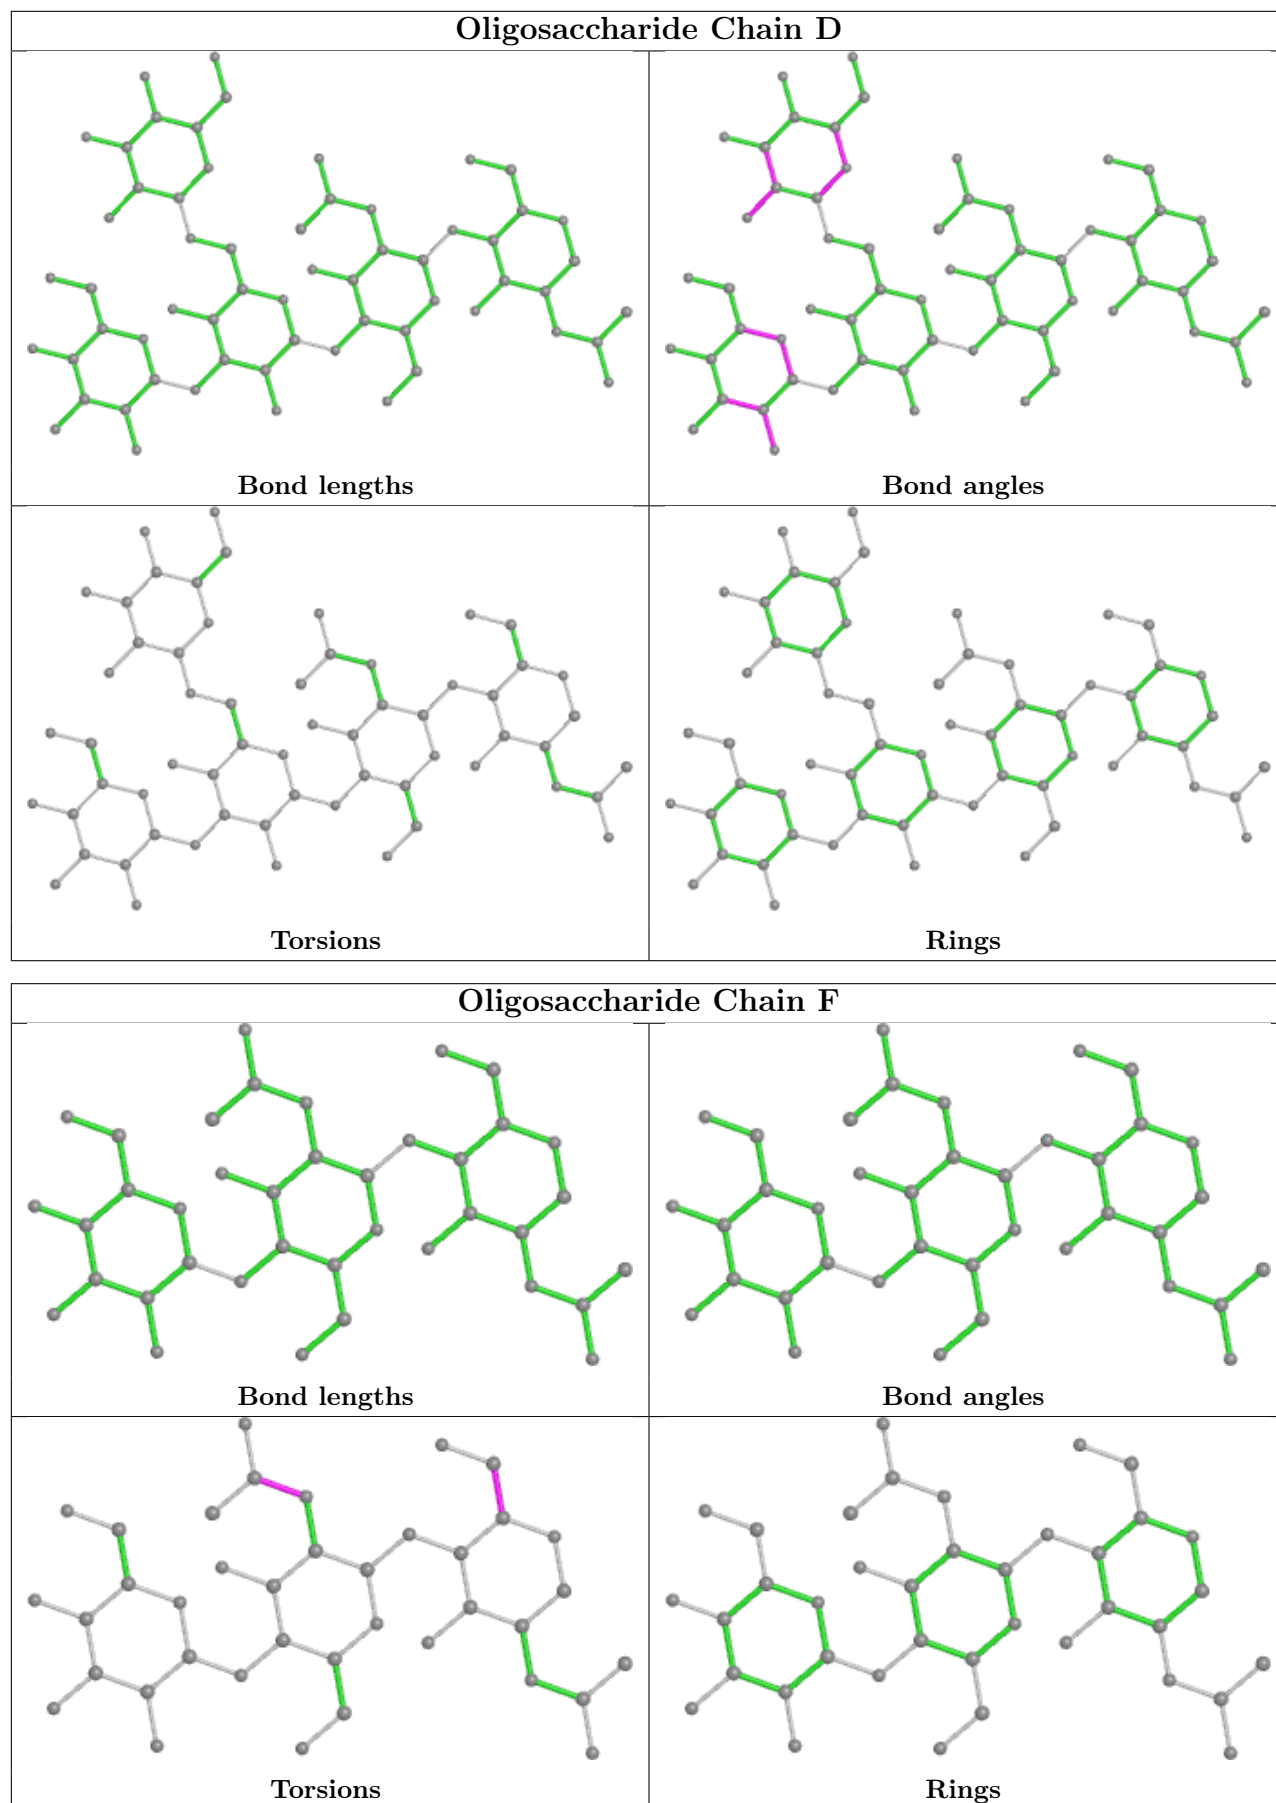 Oligosaccharide Chain D
Bond lengths
Bond angles
Torsions
Rings
Oligosaccharide Chain F
Bond lengths
Bond angles
Torsions
Rings